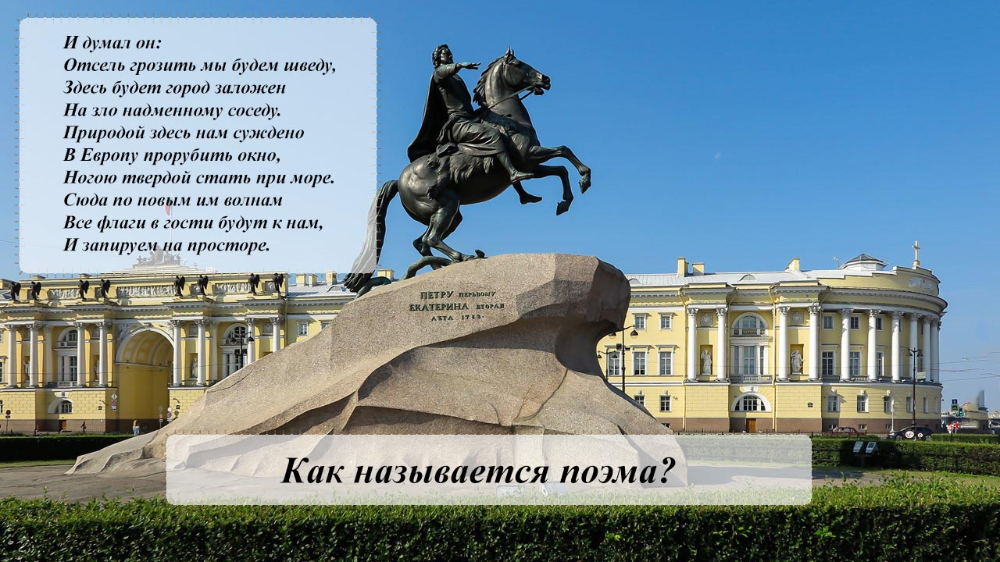 И думал он:
Отсель грозить мы будем шведу,
Здесь будет город заложен
На зло надменному соседу.
Природой здесь нам суждено
В Европу прорубить окно,
Ногою твердой стать при море.
Сюда по новым им волнам
Все флаги в гости будут к нам,
И запируем на просторе.
ПЕТРУ перьвому
ЕКАТЕРИНА вторая
лѣта 1782.
Как называется поэма?